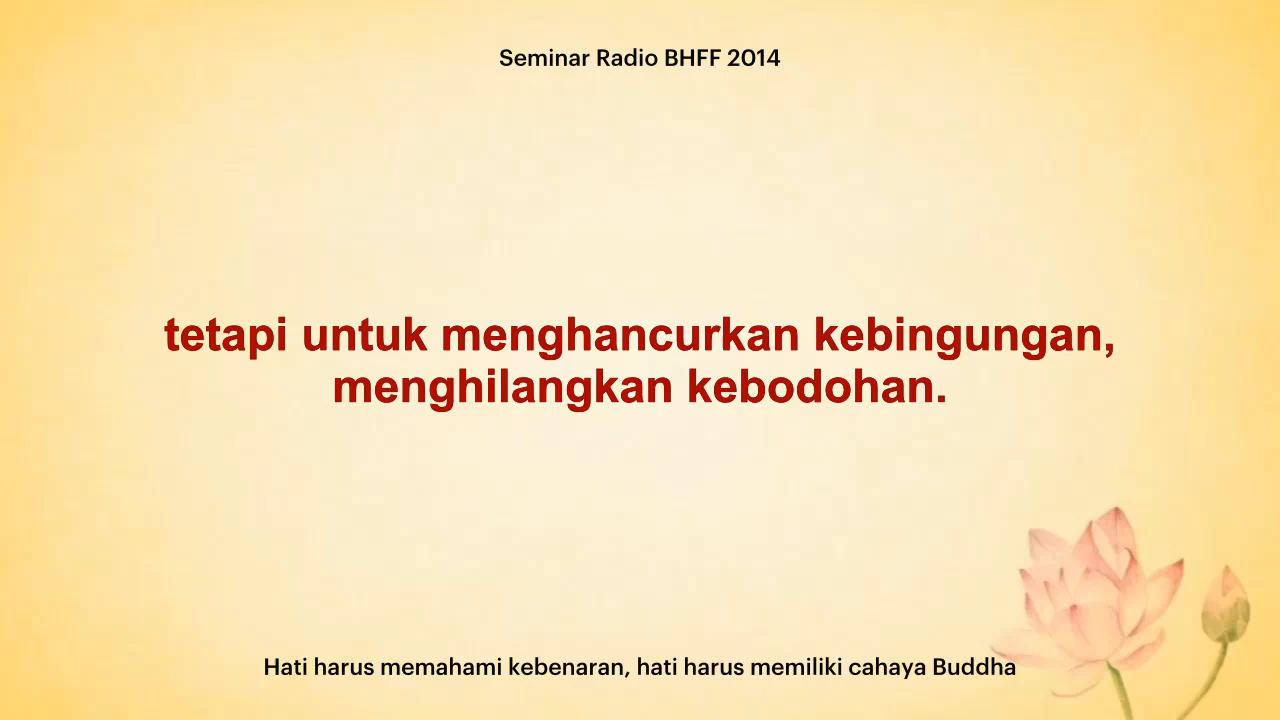 Seminar Radio BHFF 2014
tetapi untuk menghancurkan kebingungan,
menghilangkan kebodohan.
Hati harus memahami kebenaran, hati harus memiliki cahaya Buddha